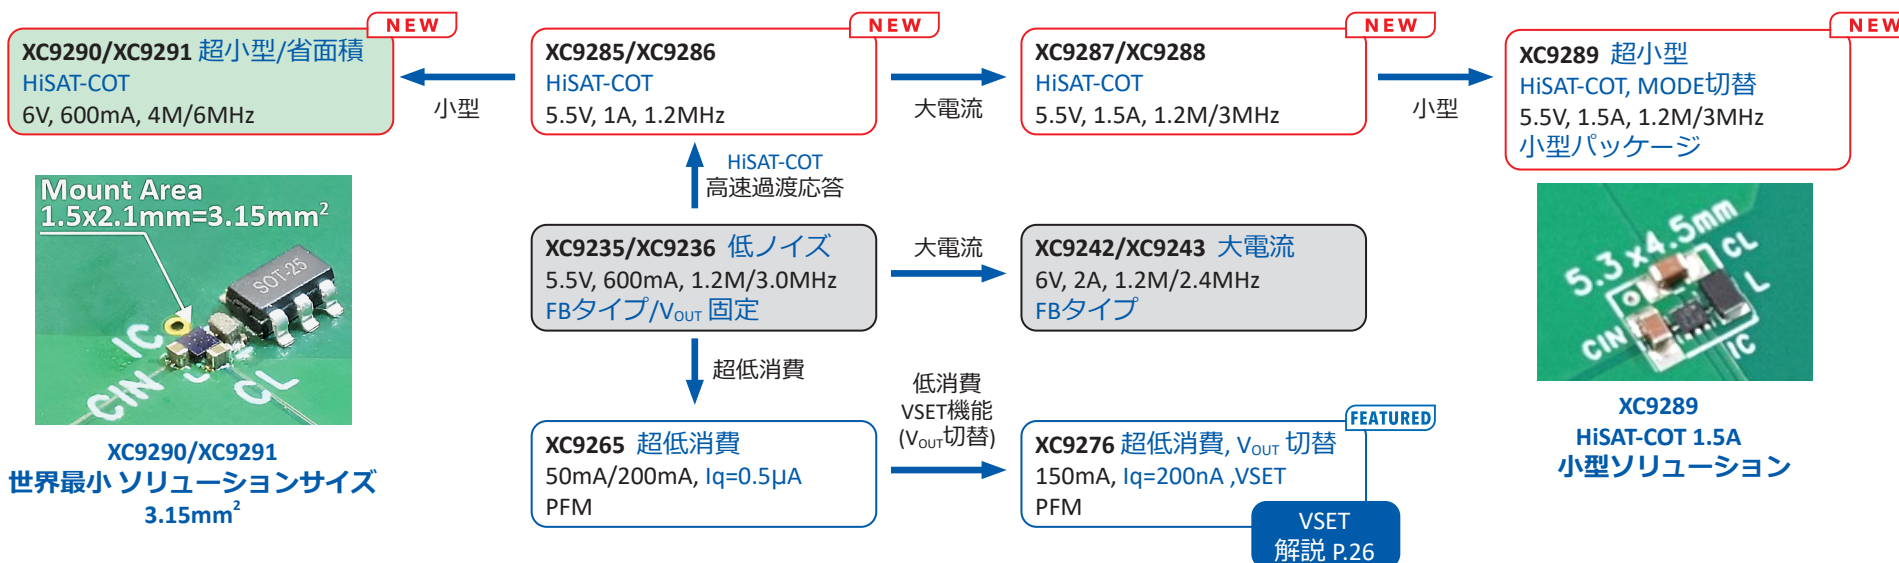 NEW
XC9290/XC9291 超小型/省面積
HiSAT-COT
6V, 600mA, 4M/6MHz
小型
NEW
XC9285/XC9286
HiSAT-COT
5.5V, 1A, 1.2MHz
大電流
NEW
XC9287/XC9288
HiSAT-COT
5.5V, 1.5A, 1.2M/3MHz
小型
NEW
XC9289 超小型
HiSAT-COT, MODE切替
5.5V, 1.5A, 1.2M/3MHz
小型パッケージ
HiSAT-COT
高速過渡応答
Mount Area
1.5x2.1mm=3.15mm²
SOT-25
IC
CIN
CL
XC9290/XC9291
世界最小 ソリューションサイズ
3.15mm²
XC9235/XC9236 低ノイズ
5.5V, 600mA, 1.2M/3.0MHz
FBタイプ/VOUT 固定
大電流
XC9242/XC9243 大電流
6V, 2A, 1.2M/2.4MHz
FBタイプ
5.3x4.5mm
CL
L
CIN
IC
XC9289
HiSAT-COT 1.5A
小型ソリューション
超低消費
XC9265 超低消費
50mA/200mA, Iq=0.5µA
PFM
低消費
VSET機能
(VOUT切替)
FEATURED
XC9276 超低消費, VOUT 切替
150mA, Iq=200nA ,VSET
PFM
VSET
解説 P.26